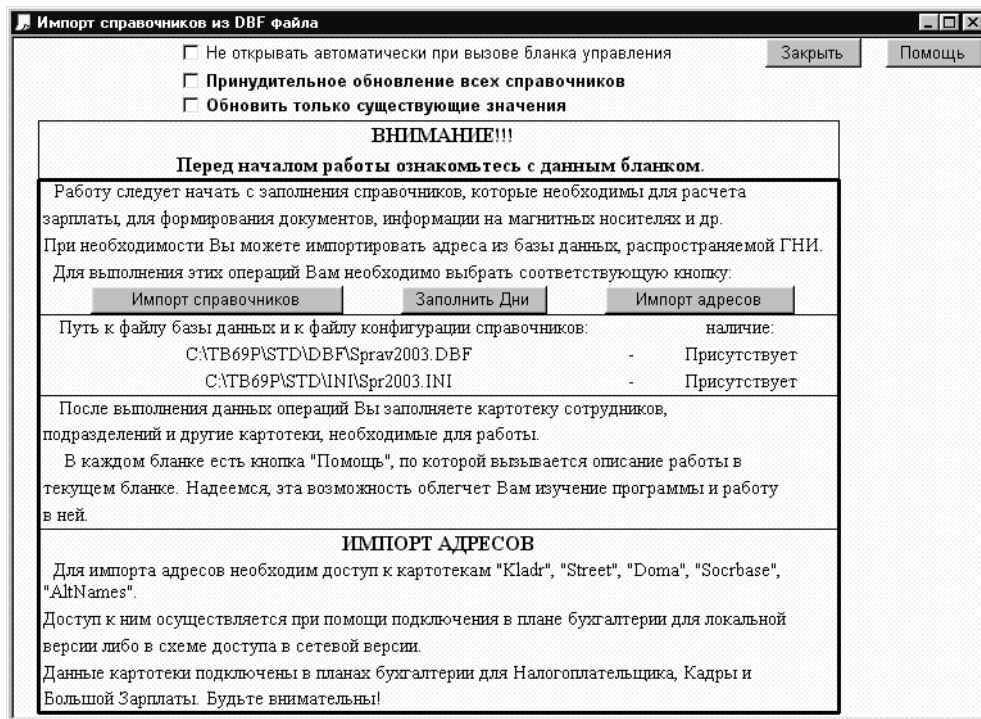 Импорт справочников из DBF файла
Не открывать автоматически при вызове бланка управления
Закрыть
Помощь
Принудительное обновление всех справочников
Обновить только существующие значения
ВНИМАНИЕ!!!
Перед началом работы ознакомьтесь с данным бланком.
Работу следует начать с заполнения справочников, которые необходимы для расчета
зарплаты, для формирования документов, информации на магнитных носителях и др.
При необходимости Вы можете импортировать адреса из базы данных, распространяемой ГНИ.
Для выполнения этих операций Вам необходимо выбрать соответствующую кнопку:
Импорт справочников
Заполнить Дни
Импорт адресов
Путь к файлу базы данных и к файлу конфигурации справочников: наличие:
C:\TB69P\STD\DBF\Sprav2003.DBF - Присутствует
C:\TB69P\STD\INI\Spr2003.INI - Присутствует
После выполнения данных операций Вы заполняете картотеку сотрудников,
подразделений и другие картотеки, необходимые для работы.
В каждом бланке есть кнопка "Помощь", по которой вызывается описание работы в
текущем бланке. Надеемся, эта возможность облегчет Вам изучение программы и работу
в ней.
ИМПОРТ АДРЕСОВ
Для импорта адресов необходим доступ к картотекам "Kladr", "Street", "Doma", "Socrbase",
"AltNames".
Доступ к ним осуществляется при помощи подключения в плане бухгалтерии для локальной
версии либо в схеме доступа в сетевой версии.
Данные картотеки подключены в планах бухгалтерии для Налогоплательщика, Кадры и
Большой Зарплаты. Будьте внимательны!